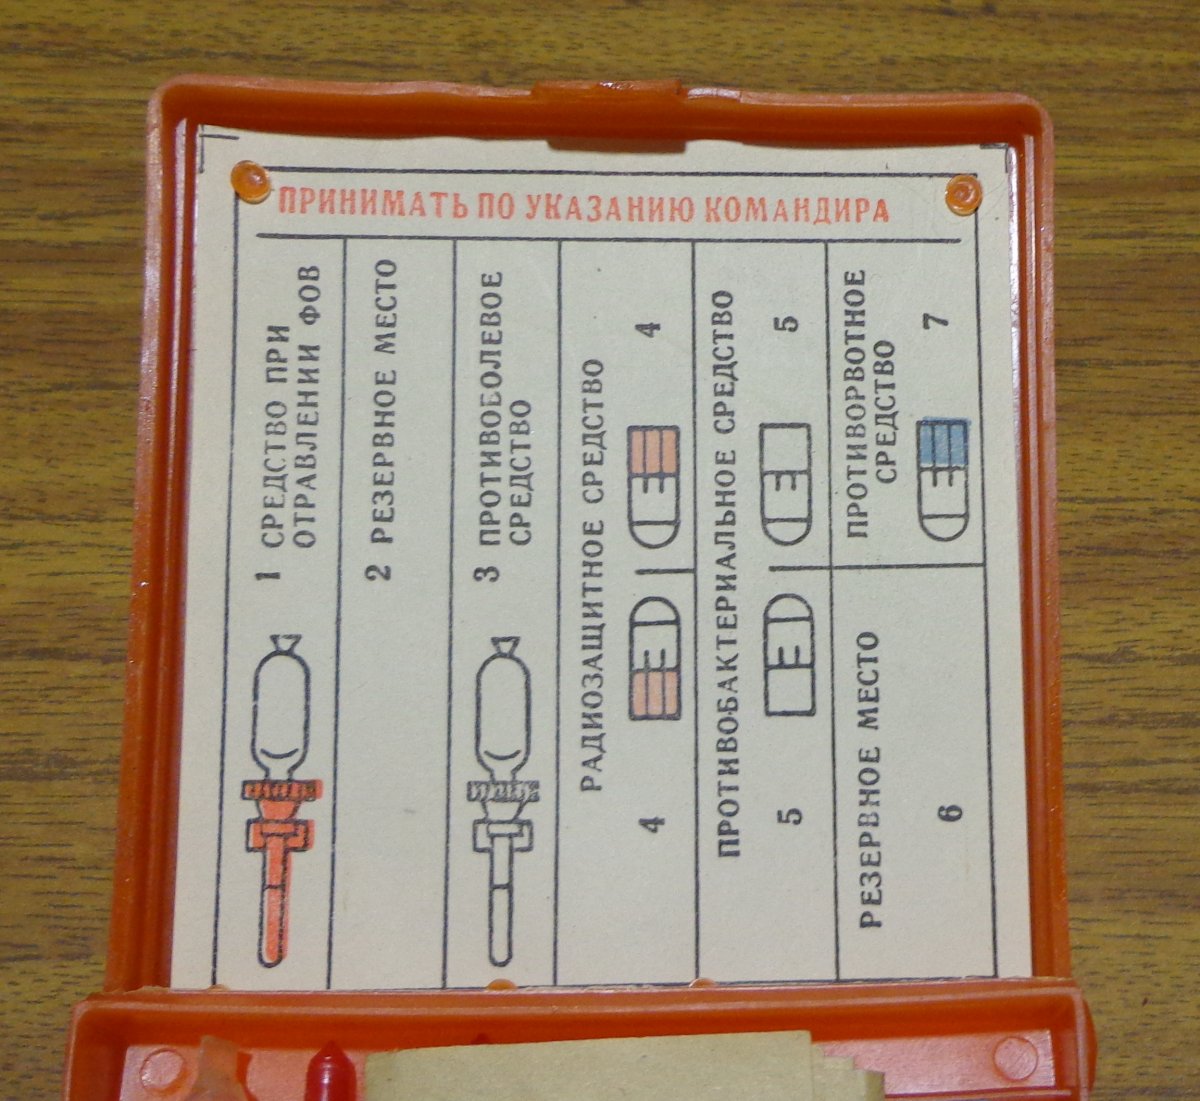 ПРИНИМАТЬ ПО УКАЗАНИЮ КОМАНДИРА
1 СРЕДСТВО ПРИ
ОТРАВЛЕНИИ ФОВ
2 РЕЗЕРВНОЕ МЕСТО
3 ПРОТИВОБОЛЕВОЕ
СРЕДСТВО
РАДИОЗАЩИТНОЕ СРЕДСТВО
4 4
ПРОТИВОБАКТЕРИАЛЬНОЕ СРЕДСТВО
5 5
РЕЗЕРВНОЕ МЕСТО
6
ПРОТИВОРВОТНОЕ
СРЕДСТВО
7